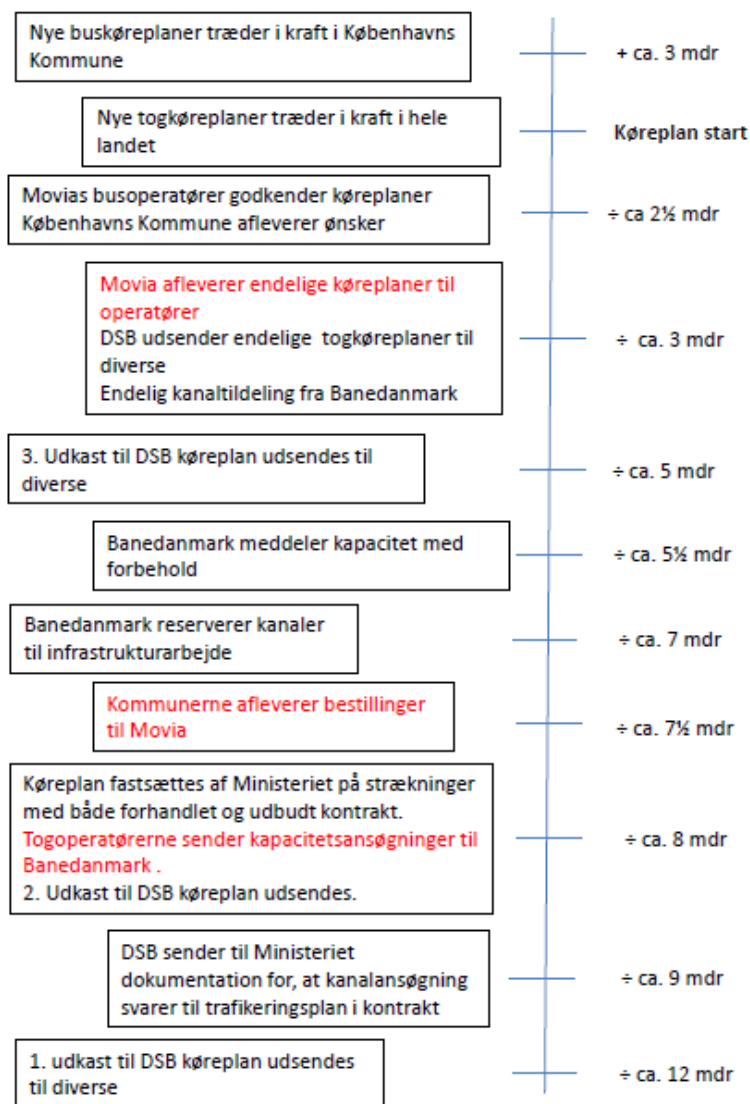 Nye buskøreplaner træder i kraft i Københavns
Kommune
+ ca. 3 mdr
Nye togkøreplaner træder i kraft i hele
landet
Køreplan start
Movias busoperatører godkender køreplaner
Københavns Kommune afleverer ønsker
÷ ca 2½ mdr
Movia afleverer endelige køreplaner til
operatører
DSB udsender endelige togkøreplaner til
diverse
Endelig kanaltildeling fra Banedanmark
÷ ca. 3 mdr
3. Udkast til DSB køreplan udsendes til
diverse
÷ ca. 5 mdr
Banedanmark meddeler kapacitet med
forbehold
÷ ca. 5½ mdr
Banedanmark reserverer kanaler
til infrastrukturarbejde
÷ ca. 7 mdr
Kommunerne afleverer bestillinger
til Movia
÷ ca. 7½ mdr
Køreplan fastsættes af Ministeriet på strækninger
med både forhandlet og udbudt kontrakt.
Togoperatørerne sender kapacitetsansøgninger til
Banedanmark .
2. Udkast til DSB køreplan udsendes.
÷ ca. 8 mdr
DSB sender til Ministeriet
dokumentation for, at kanalansøgning
svarer til trafikeringsplan i kontrakt
÷ ca. 9 mdr
1. udkast til DSB køreplan udsendes
til diverse
÷ ca. 12 mdr